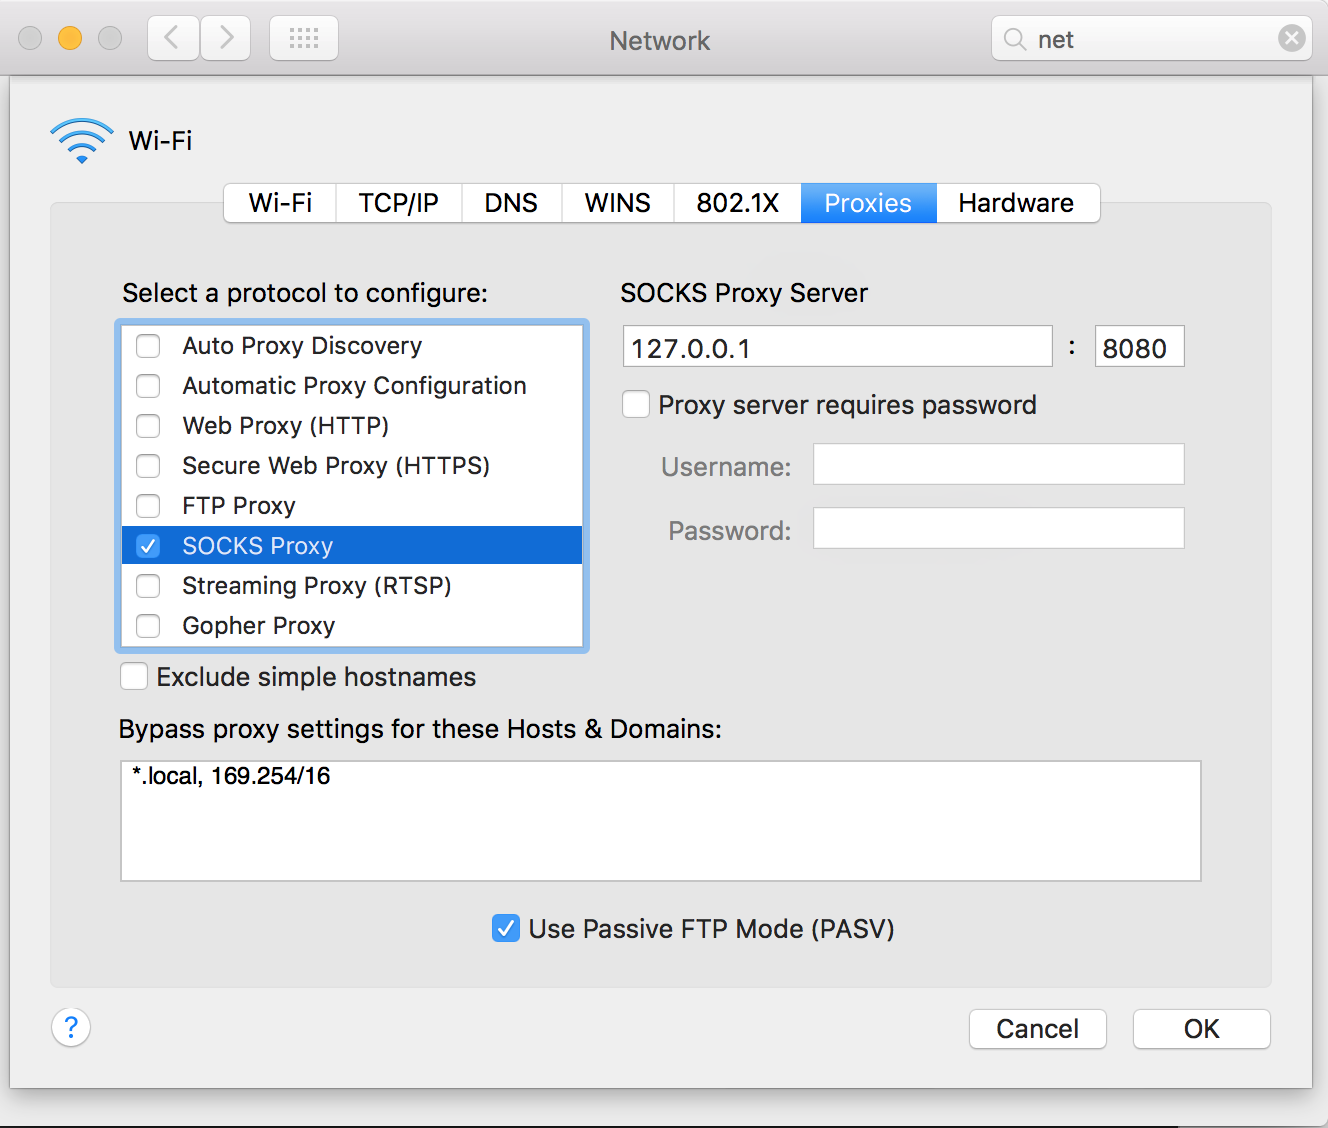 Network
net
Wi-Fi
Wi-Fi TCP/IP DNS WINS 802.1X Proxies Hardware
Select a protocol to configure:
Auto Proxy Discovery
Automatic Proxy Configuration
Web Proxy (HTTP)
Secure Web Proxy (HTTPS)
FTP Proxy
SOCKS Proxy
Streaming Proxy (RTSP)
Gopher Proxy
SOCKS Proxy Server
127.0.0.1 : 8080
Proxy server requires password
Username:
Password:
Exclude simple hostnames
Bypass proxy settings for these Hosts & Domains:
*.local, 169.254/16
Use Passive FTP Mode (PASV)
? Cancel OK